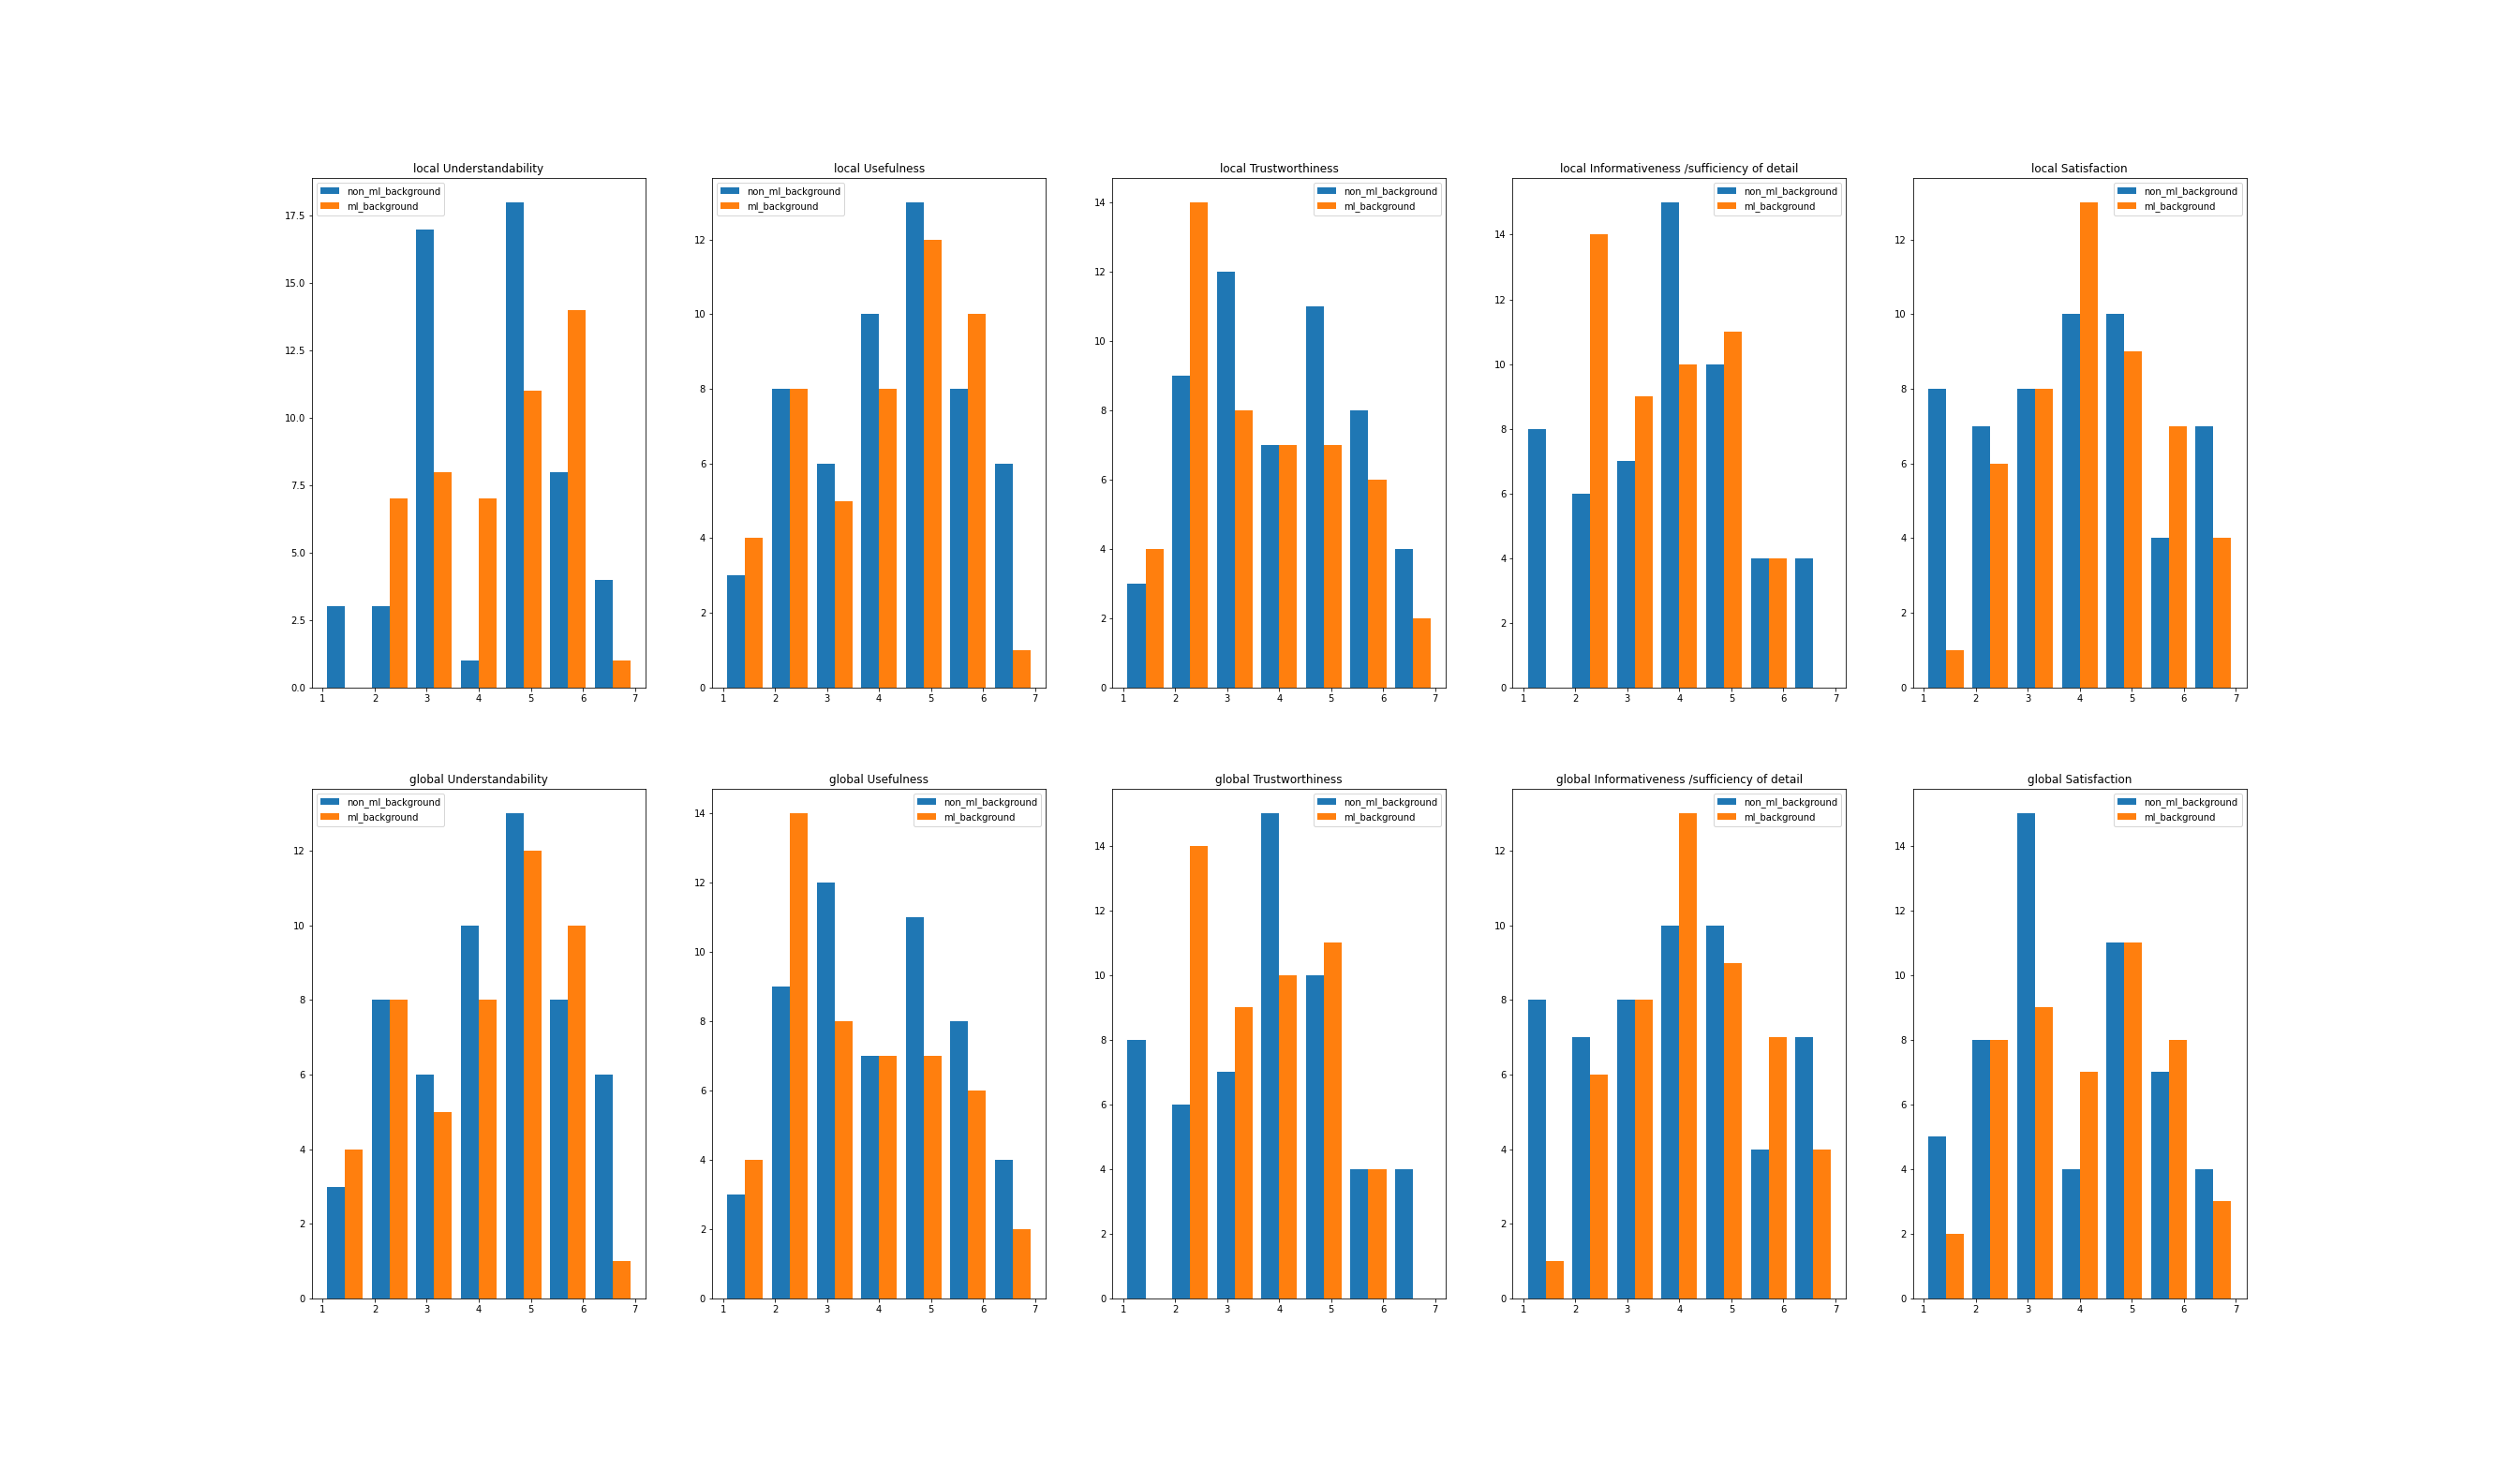 local Understandability
non_ml_background
ml_background
17.5
15.0
12.5
10.0
7.5
5.0
2.5
0.0
1 2 3 4 5 6 7
local Usefulness
non_ml_background
ml_background
12
10
8
6
4
2
0
1 2 3 4 5 6 7
local Trustworthiness
non_ml_background
ml_background
14
12
10
8
6
4
2
0
1 2 3 4 5 6 7
local Informativeness /sufficiency of detail
non_ml_background
ml_background
14
12
10
8
6
4
2
0
1 2 3 4 5 6 7
local Satisfaction
non_ml_background
ml_background
12
10
8
6
4
2
0
1 2 3 4 5 6 7
global Understandability
non_ml_background
ml_background
12
10
8
6
4
2
0
1 2 3 4 5 6 7
global Usefulness
non_ml_background
ml_background
14
12
10
8
6
4
2
0
1 2 3 4 5 6 7
global Trustworthiness
non_ml_background
ml_background
14
12
10
8
6
4
2
0
1 2 3 4 5 6 7
global Informativeness /sufficiency of detail
non_ml_background
ml_background
12
10
8
6
4
2
0
1 2 3 4 5 6 7
global Satisfaction
non_ml_background
ml_background
14
12
10
8
6
4
2
0
1 2 3 4 5 6 7